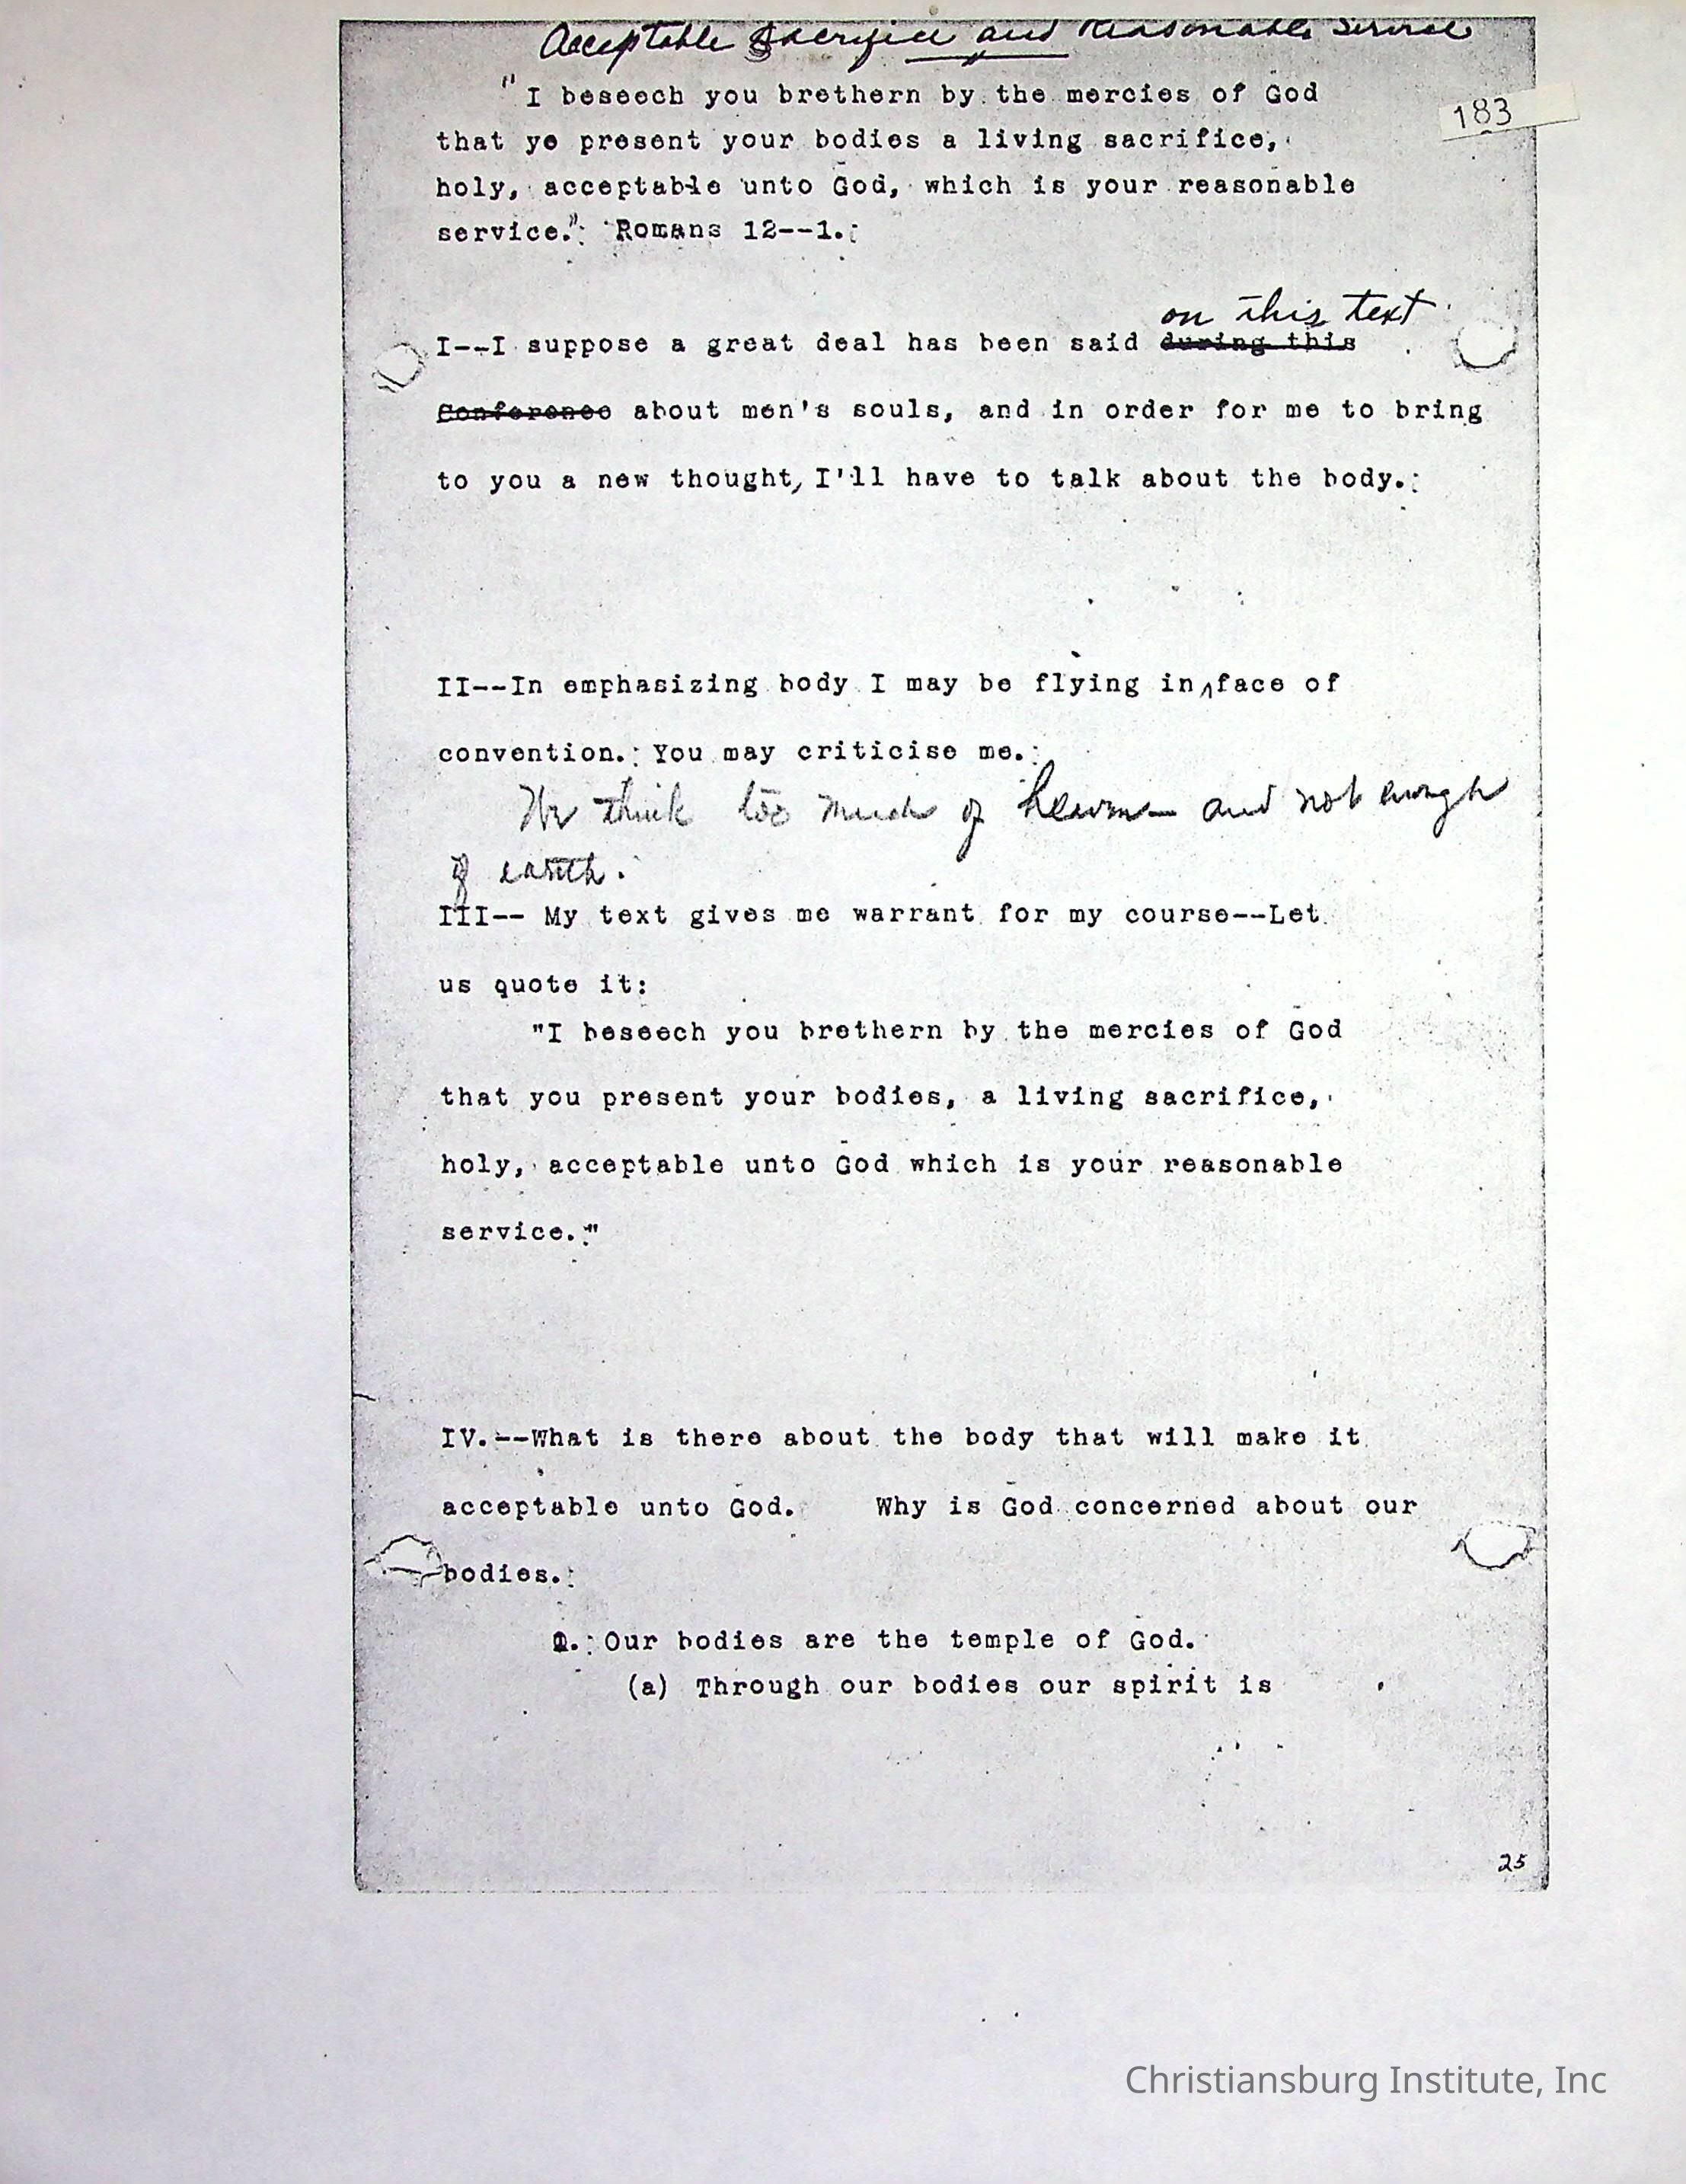 Acceptable Sacrifice and Reasonable Service
"I beseech you brethern by the mercies of God
183
that ye present your bodies a living sacrifice,
holy, acceptable unto God, which is your reasonable
service." Romans 12--1.
on this text
I--I suppose a great deal has been said during this
Conference about men's souls, and in order for me to bring
to you a new thought, I'll have to talk about the body.
II--In emphasizing body I may be flying in ^ face of
convention. You may criticise me.
We think too much of heaven and not enough
of earth.
III-- My text gives me warrant for my course--Let
us quote it:
"I beseech you brethern by the mercies of God
that you present your bodies, a living sacrifice,
holy, acceptable unto God which is your reasonable
service."
IV.--What is there about the body that will make it
acceptable unto God. Why is God concerned about our
bodies.
1. Our bodies are the temple of God.
(a) Through our bodies our spirit is
25
Christiansburg Institute, Inc